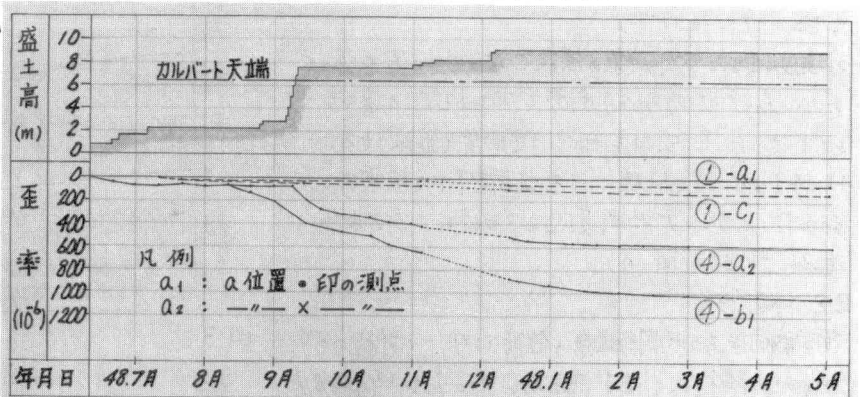 盛土高(m)
10
8
6
4
2
0
カルバート天端
歪率(10⁻⁶)
0
200
400
600
800
1000
1200
①-a₁
①-c₁
④-a₂
④-b₁
凡例
a₁ : a位置 • 印の測点
a₂ : —〃— × —〃—
年月日 48.7月 8月 9月 10月 11月 12月 48.1月 2月 3月 4月 5月